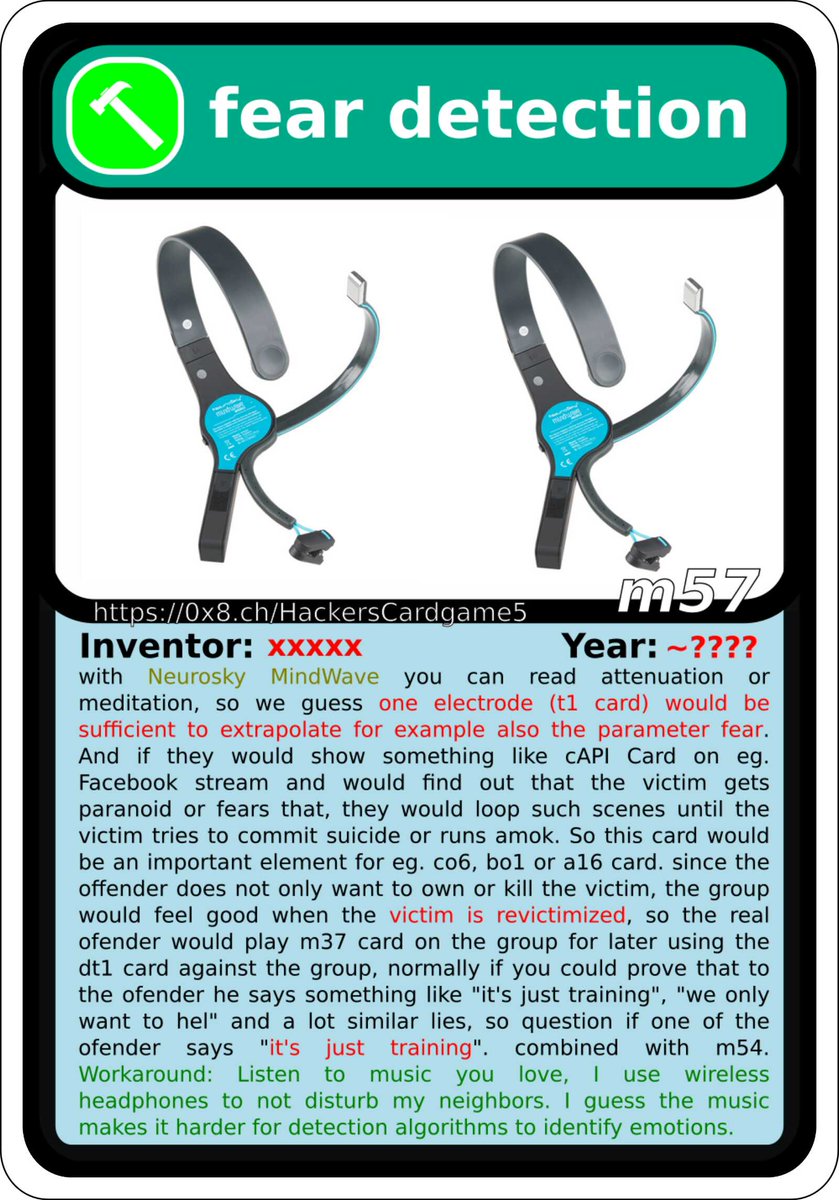 fear detection
m57
https://0x8.ch/HackersCardgame5
Inventor: xxxxx Year: ~????
with Neurosky MindWave you can read attenuation or
meditation, so we guess one electrode (t1 card) would be
sufficient to extrapolate for example also the parameter fear.
And if they would show something like cAPI Card on eg.
Facebook stream and would find out that the victim gets
paranoid or fears that, they would loop such scenes until the
victim tries to commit suicide or runs amok. So this card would
be an important element for eg. co6, bo1 or a16 card. since the
offender does not only want to own or kill the victim, the group
would feel good when the victim is revictimized, so the real
ofender would play m37 card on the group for later using the
dt1 card against the group, normally if you could prove that to
the ofender he says something like "it's just training", "we only
want to hel" and a lot similar lies, so question if one of the
ofender says "it's just training". combined with m54.
Workaround: Listen to music you love, I use wireless
headphones to not disturb my neighbors. I guess the music
makes it harder for detection algorithms to identify emotions.